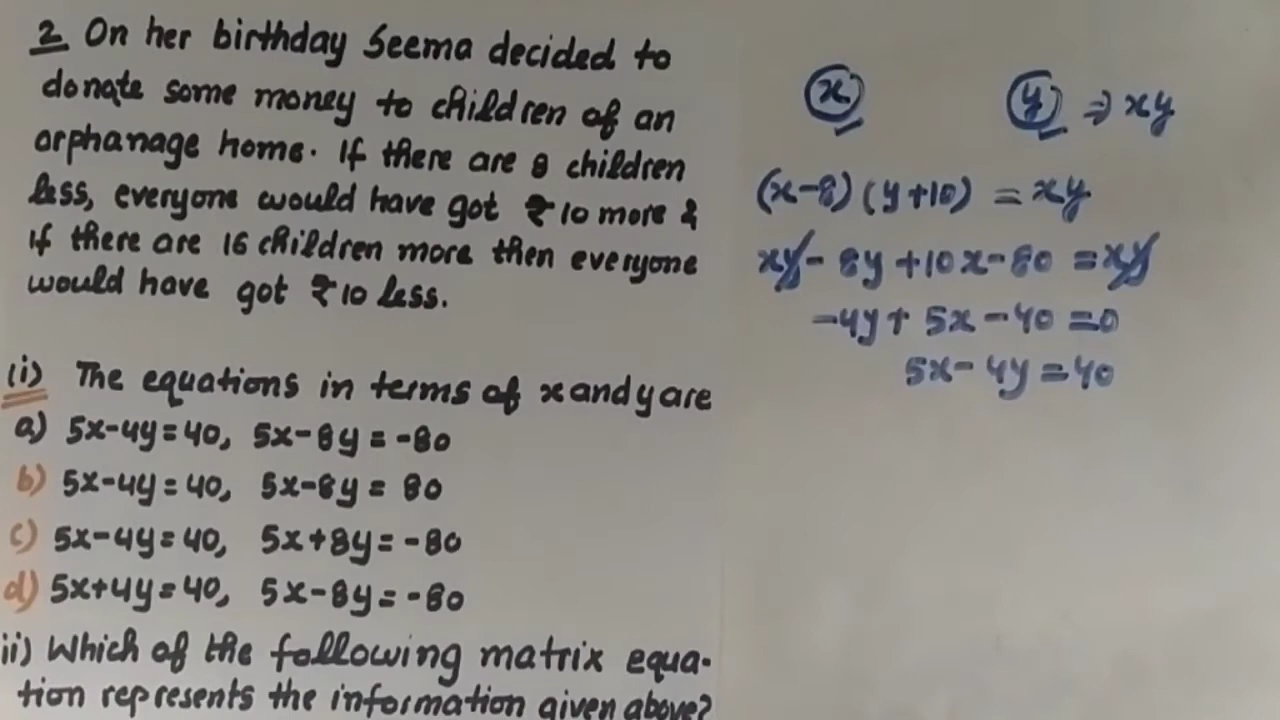 2 On her birthday Seema decided to
donate some money to children of an
orphanage home. If there are 8 children
less, everyone would have got ₹10 more &
if there are 16 children more then everyone
would have got ₹10 less.
(i) The equations in terms of x and y are
a) 5x-4y=40, 5x-8y=-80
b) 5x-4y=40, 5x-8y= 80
c) 5x-4y=40, 5x+8y=-80
d) 5x+4y=40, 5x-8y=-80
ii) Which of the following matrix equa-
tion represents the information given above?
x y ⇒ xy
(x-8) (y+10) = xy
xy - 8y +10x-80 =xy
-4y+ 5x-40=0
5x-4y=40